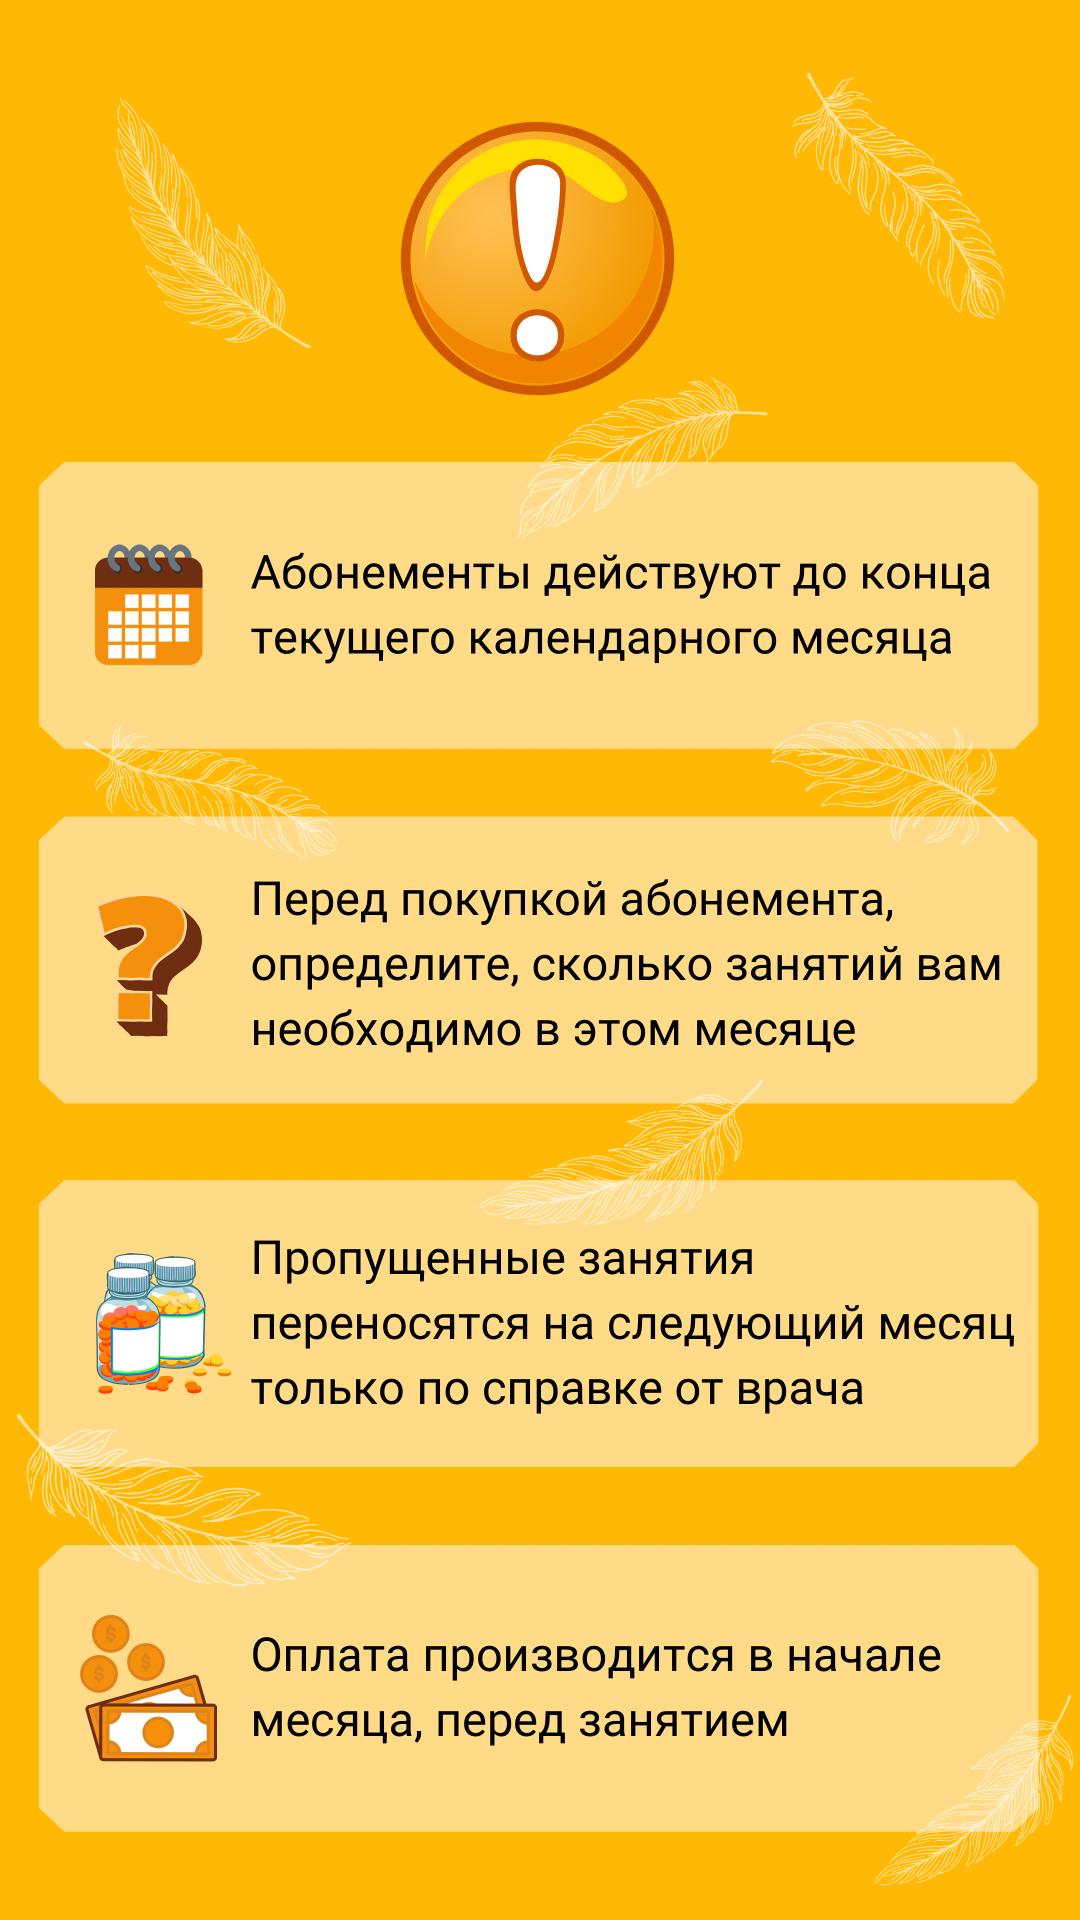 Абонементы действуют до конца
текущего календарного месяца
Перед покупкой абонемента,
определите, сколько занятий вам
необходимо в этом месяце
Пропущенные занятия
переносятся на следующий месяц
только по справке от врача
Оплата производится в начале
месяца, перед занятием